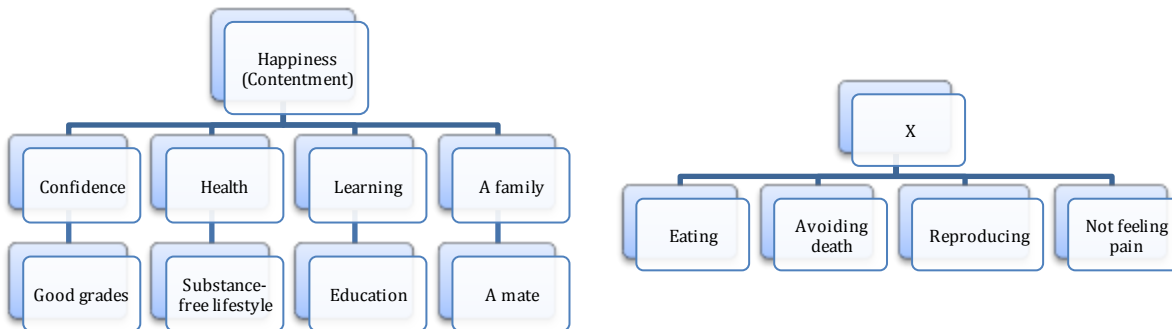 Happiness
(Contentment)
Confidence
Health
Learning
A family
Good grades
Substance-
free lifestyle
Education
A mate
X
Eating
Avoiding
death
Reproducing
Not feeling
pain